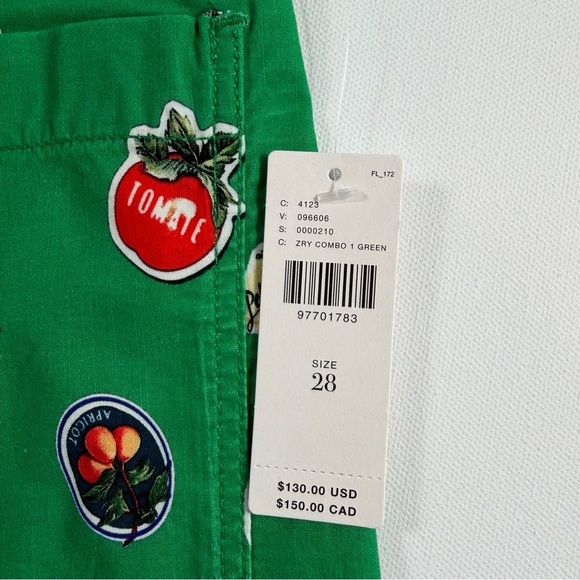 TOMATE
FL_172
C: 4123
V: 096606
S: 0000210
C: ZRY COMBO 1 GREEN
97701783
SIZE
28
$130.00 USD
$150.00 CAD
APRICOT